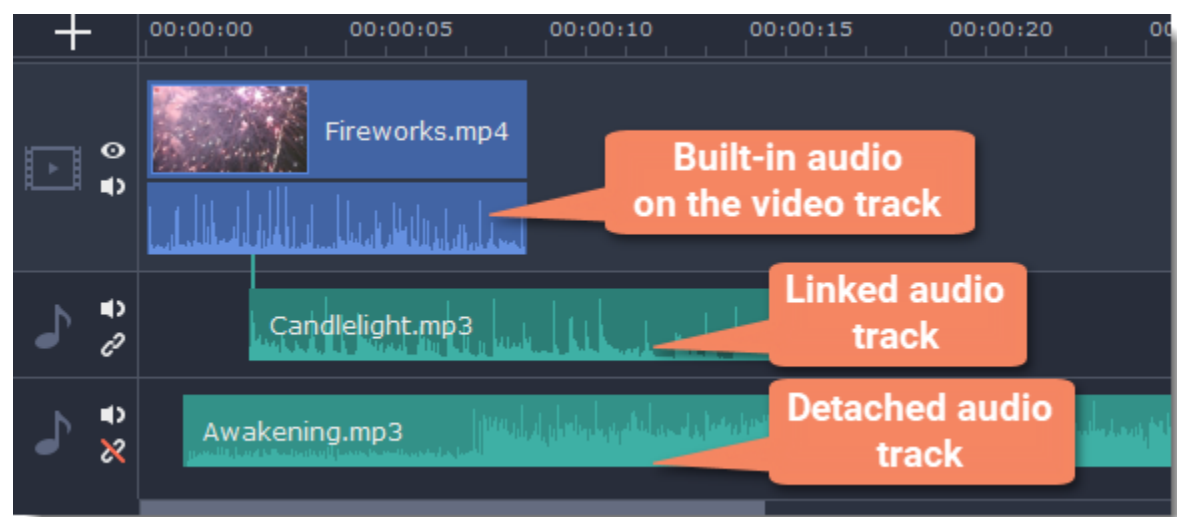 00:00:00 00:00:05 00:00:10 00:00:15 00:00:20 00
Fireworks.mp4
Built-in audio
on the video track
Candlelight.mp3
Linked audio
track
Awakening.mp3
Detached audio
track